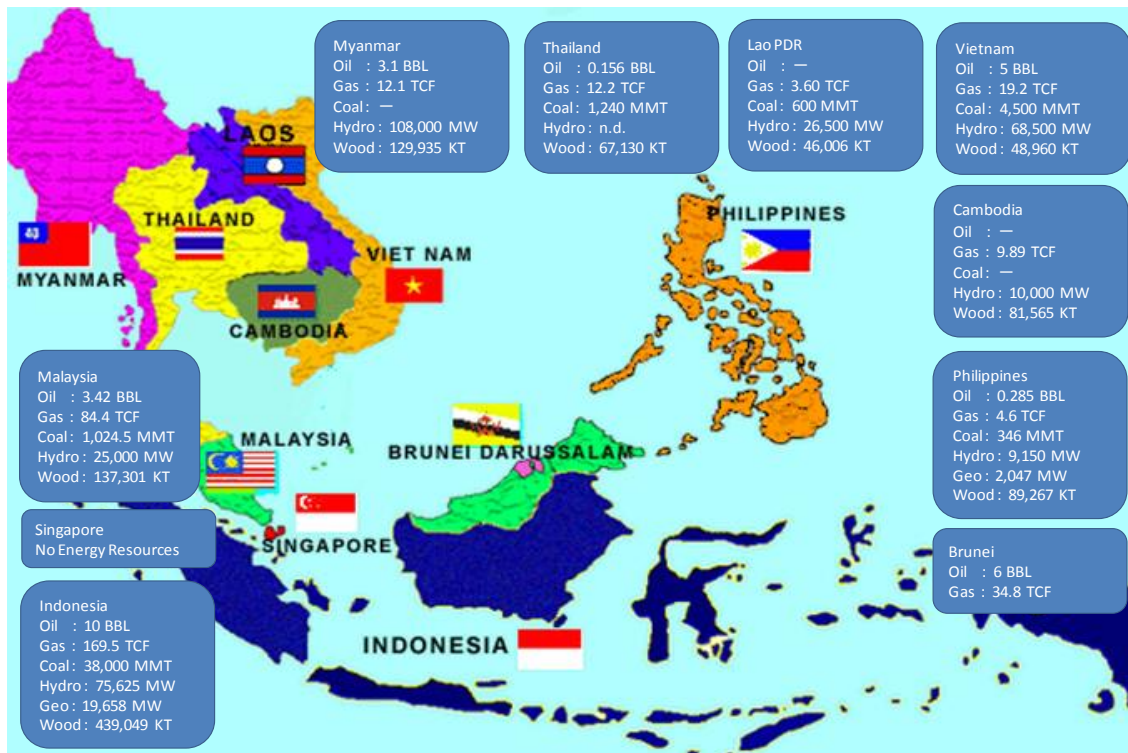 Myanmar
Oil : 3.1 BBL
Gas : 12.1 TCF
Coal : —
Hydro : 108,000 MW
Wood : 129,935 KT
Thailand
Oil : 0.156 BBL
Gas : 12.2 TCF
Coal : 1,240 MMT
Hydro : n.d.
Wood : 67,130 KT
Lao PDR
Oil : —
Gas : 3.60 TCF
Coal : 600 MMT
Hydro : 26,500 MW
Wood : 46,006 KT
Vietnam
Oil : 5 BBL
Gas : 19.2 TCF
Coal : 4,500 MMT
Hydro : 68,500 MW
Wood : 48,960 KT
LAOS
THAILAND
PHILIPPINES
VIET NAM
MYANMAR
CAMBODIA
Cambodia
Oil : —
Gas : 9.89 TCF
Coal : —
Hydro : 10,000 MW
Wood : 81,565 KT
Malaysia
Oil : 3.42 BBL
Gas : 84.4 TCF
Coal : 1,024.5 MMT
Hydro : 25,000 MW
Wood : 137,301 KT
Philippines
Oil : 0.285 BBL
Gas : 4.6 TCF
Coal : 346 MMT
Hydro : 9,150 MW
Geo : 2,047 MW
Wood : 89,267 KT
MALAYSIA
BRUNEI DARUSSALAM
SINGAPORE
Singapore
No Energy Resources
Brunei
Oil : 6 BBL
Gas : 34.8 TCF
Indonesia
Oil : 10 BBL
Gas : 169.5 TCF
Coal : 38,000 MMT
Hydro : 75,625 MW
Geo : 19,658 MW
Wood : 439,049 KT
INDONESIA